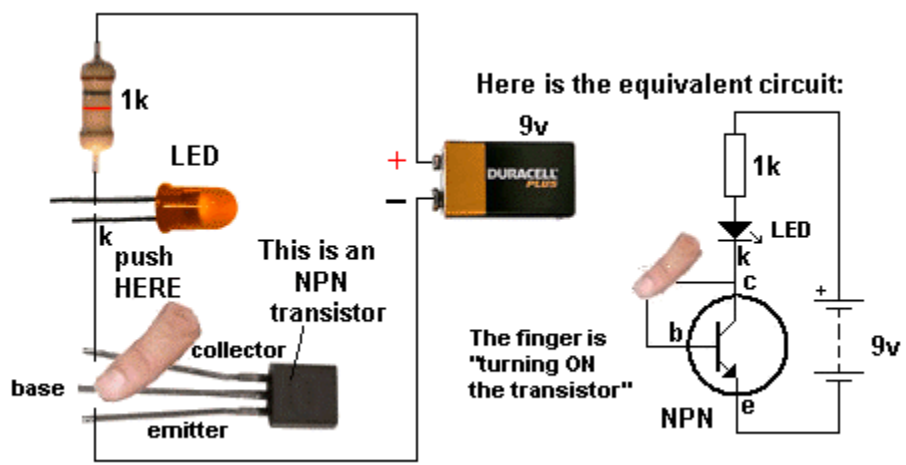 1k
LED
k
push
HERE
This is an
NPN
transistor
collector
base
emitter
+
−
9v
DURACELL
PLUS
Here is the equivalent circuit:
1k
LED
k
c
b
e
NPN
+
9v
The finger is
"turning ON
the transistor"